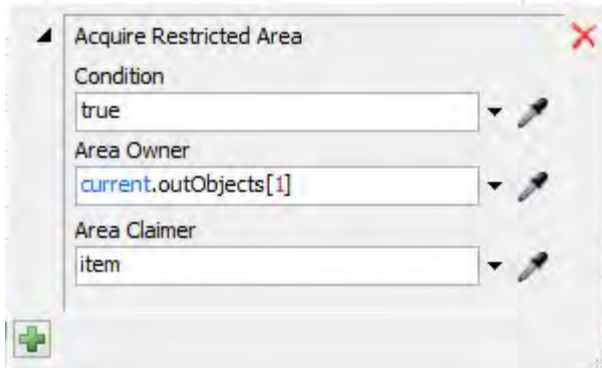 Acquire Restricted Area
Condition
true
Area Owner
current.outObjects[1]
Area Claimer
item